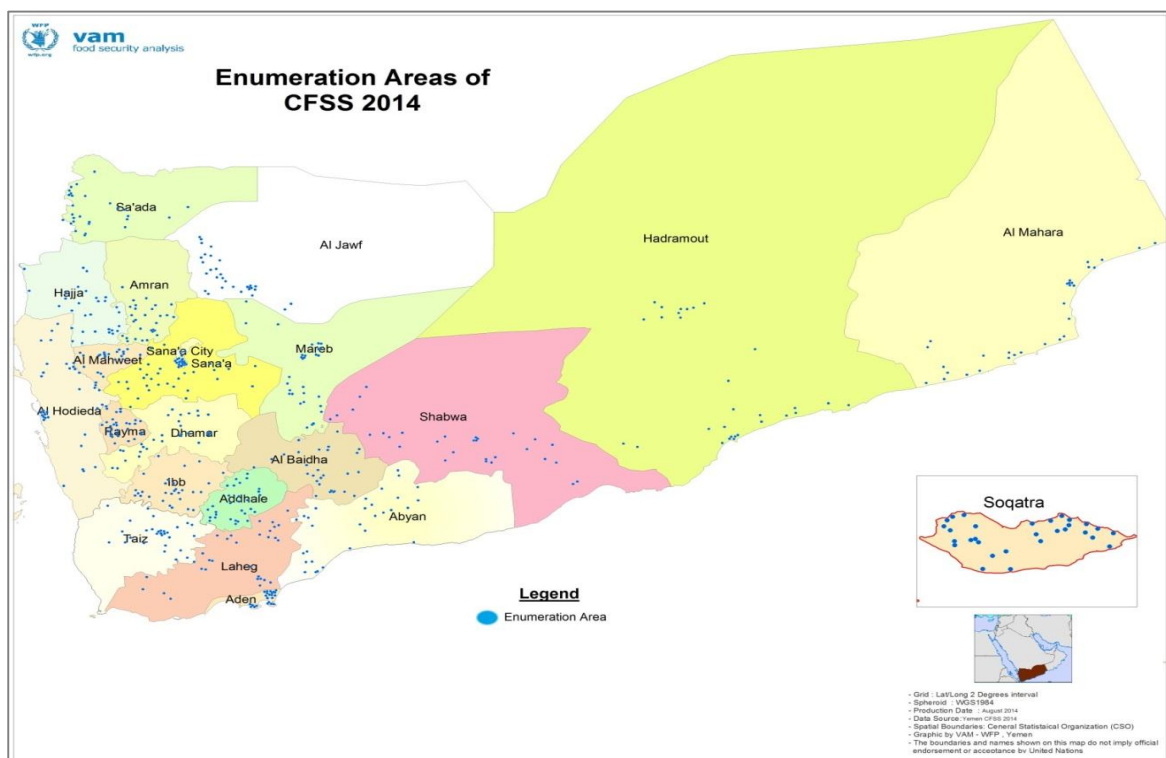 WFP
wfp.org
vam
food security analysis
Enumeration Areas of
CFSS 2014
Sa'ada
Al Jawf
Hadramout
Al Mahara
Hajja
Amran
Sana'a City
Mareb
Al Mahweet
Sana'a
Al Hodieda
Shabwa
Rayma
Dhamar
Al Baidha
Ibb
Addhale
Abyan
Taiz
Laheg
Aden
Soqatra
Legend
Enumeration Area
- Grid : Lat/Long 2 Degrees interval
- Spheroid : WGS1984
- Production Date : August 2014
- Data Source: Yemen CFSS 2014
- Spatial Boundaries: Ceneral Statistaical Organization (CSO)
- Graphic by VAM - WFP , Yemen
- The boundaries and names shown on this map do not imply official
endorsement or acceptance by United Nations